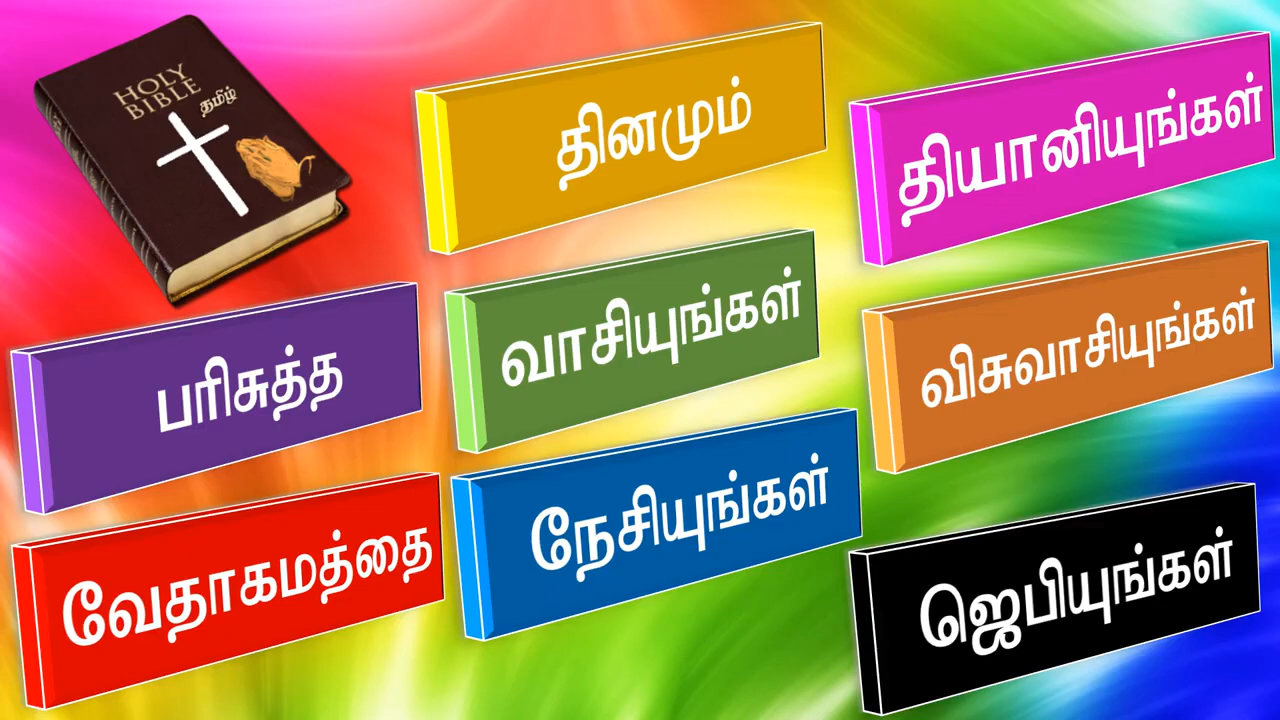 HOLY
BIBLE
தமிழ்
பரிசுத்த
வேதாகமத்தை
தினமும்
வாசியுங்கள்
நேசியுங்கள்
தியானியுங்கள்
விசுவாசியுங்கள்
ஜெபியுங்கள்